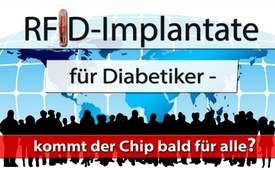 RFID-Implantate
für Diabetiker -
kommt der Chip bald für alle?